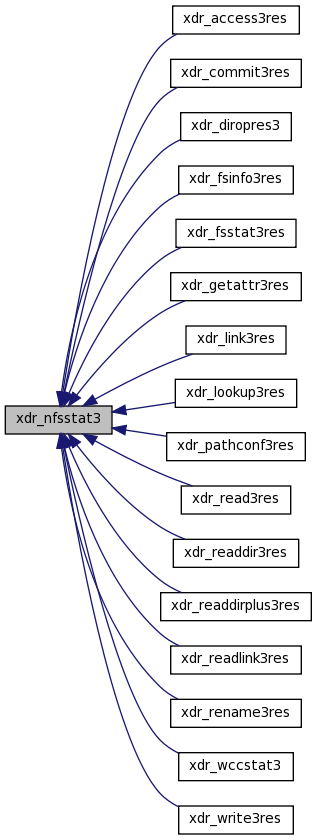 xdr_access3res
xdr_commit3res
xdr_diropres3
xdr_fsinfo3res
xdr_fsstat3res
xdr_getattr3res
xdr_link3res
xdr_lookup3res
xdr_nfsstat3
xdr_pathconf3res
xdr_read3res
xdr_readdir3res
xdr_readdirplus3res
xdr_readlink3res
xdr_rename3res
xdr_wccstat3
xdr_write3res